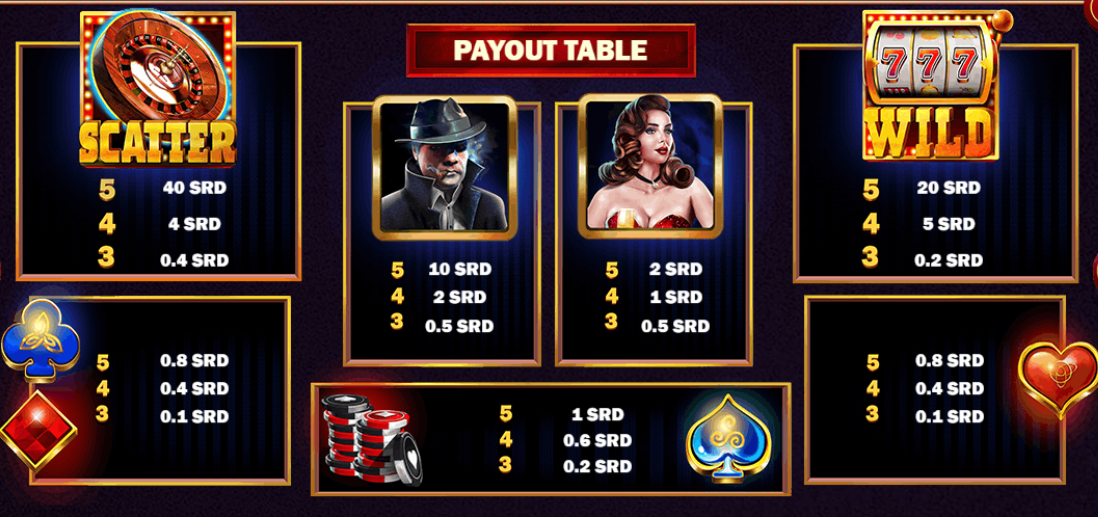 PAYOUT TABLE
SCATTER
5 40 SRD
4 4 SRD
3 0.4 SRD
5 10 SRD
4 2 SRD
3 0.5 SRD
5 2 SRD
4 1 SRD
3 0.5 SRD
777
WILD
5 20 SRD
4 5 SRD
3 0.2 SRD
5 0.8 SRD
4 0.4 SRD
3 0.1 SRD
5 1 SRD
4 0.6 SRD
3 0.2 SRD
5 0.8 SRD
4 0.4 SRD
3 0.1 SRD